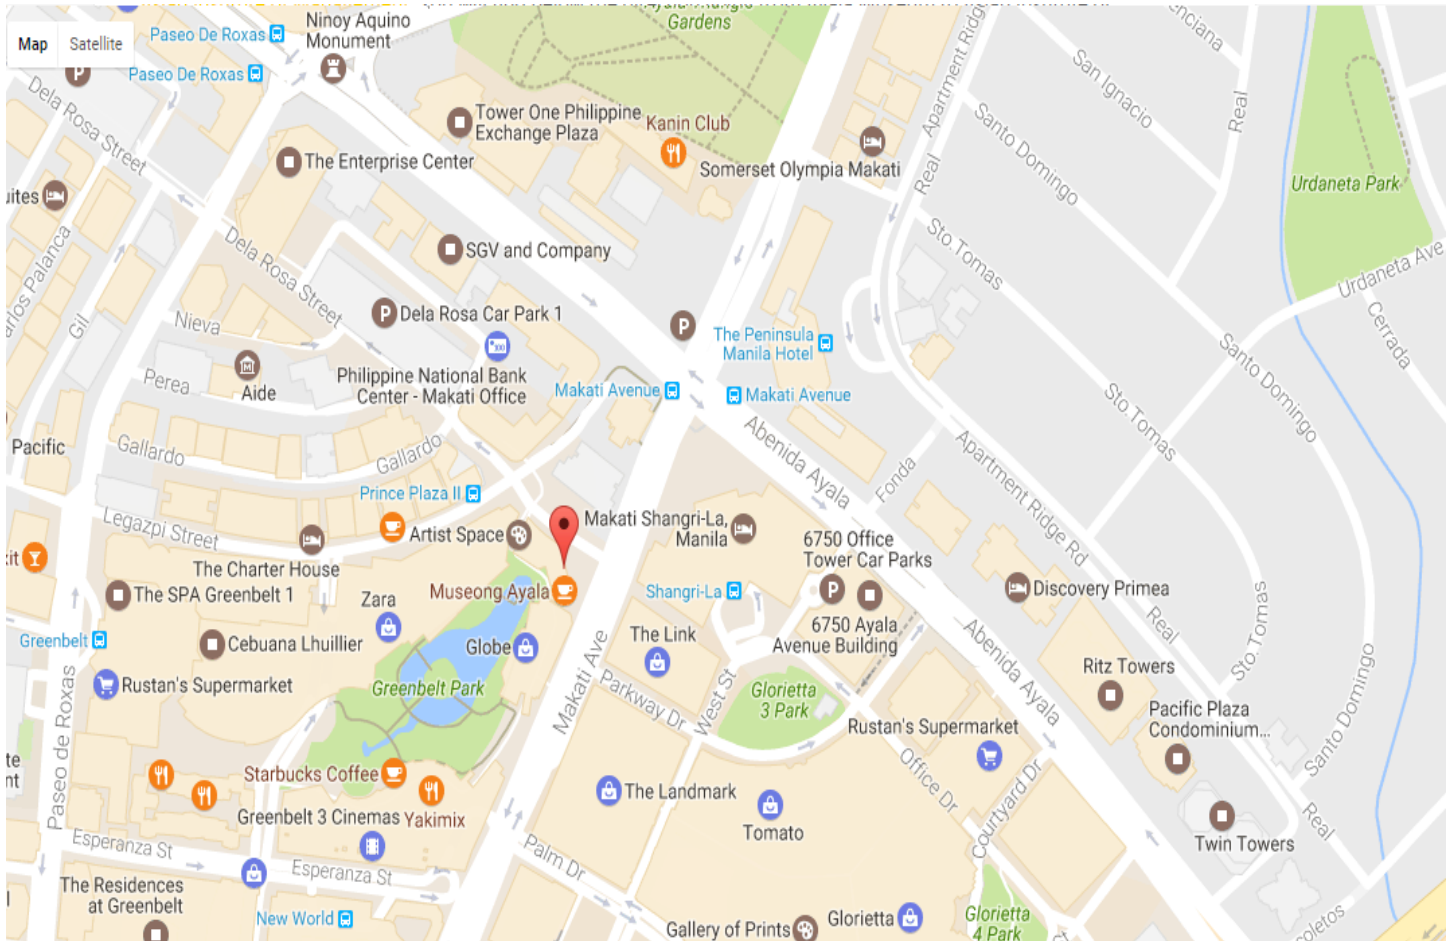 Map
Satellite
Paseo De Roxas
Paseo De Roxas
Ninoy Aquino
Monument
Gardens
Apartment Ridge
San Ignacio
Real
Dela Rosa Street
Tower One Philippine
Exchange Plaza
Kanin Club
Santo Domingo
The Enterprise Center
Somerset Olympia Makati
Real
Urdaneta Park
Carlos Palanca
Dela Rosa Street
SGV and Company
Sto.Tomas
Urdaneta Ave
Gil
Nieva
P
Dela Rosa Car Park 1
P
The Peninsula
Manila Hotel
Cerrada
Santo Domingo
Perea
Aide
Philippine National Bank
Center - Makati Office
Makati Avenue
Makati Avenue
Sto.Tomas
Pacific
Gallardo
Gallardo
Abenida Ayala
Fonda
Apartment Ridge Rd
Prince Plaza II
Legazpi Street
Artist Space
Makati Shangri-La,
Manila
6750 Office
Tower Car Parks
The Charter House
The SPA Greenbelt 1
Zara
Museong Ayala
Shangri-La
P
Discovery Primea
6750 Ayala
Avenue Building
Real
Sto.Tomas
Greenbelt
Cebuana Lhuillier
Globe
The Link
Abenida Ayala
Ritz Towers
Rustan's Supermarket
Greenbelt Park
Makati Ave
Parkway Dr
West St
Glorietta
3 Park
Rustan's Supermarket
Pacific Plaza
Condominium...
Santo Domingo
Paseo de Roxas
Starbucks Coffee
The Landmark
Office Dr
Courtyard Dr
Greenbelt 3 Cinemas
Yakimix
Tomato
Real
Twin Towers
Esperanza St
Esperanza St
Palm Dr
The Residences
at Greenbelt
New World
Gallery of Prints
Glorietta
Glorietta
4 Park